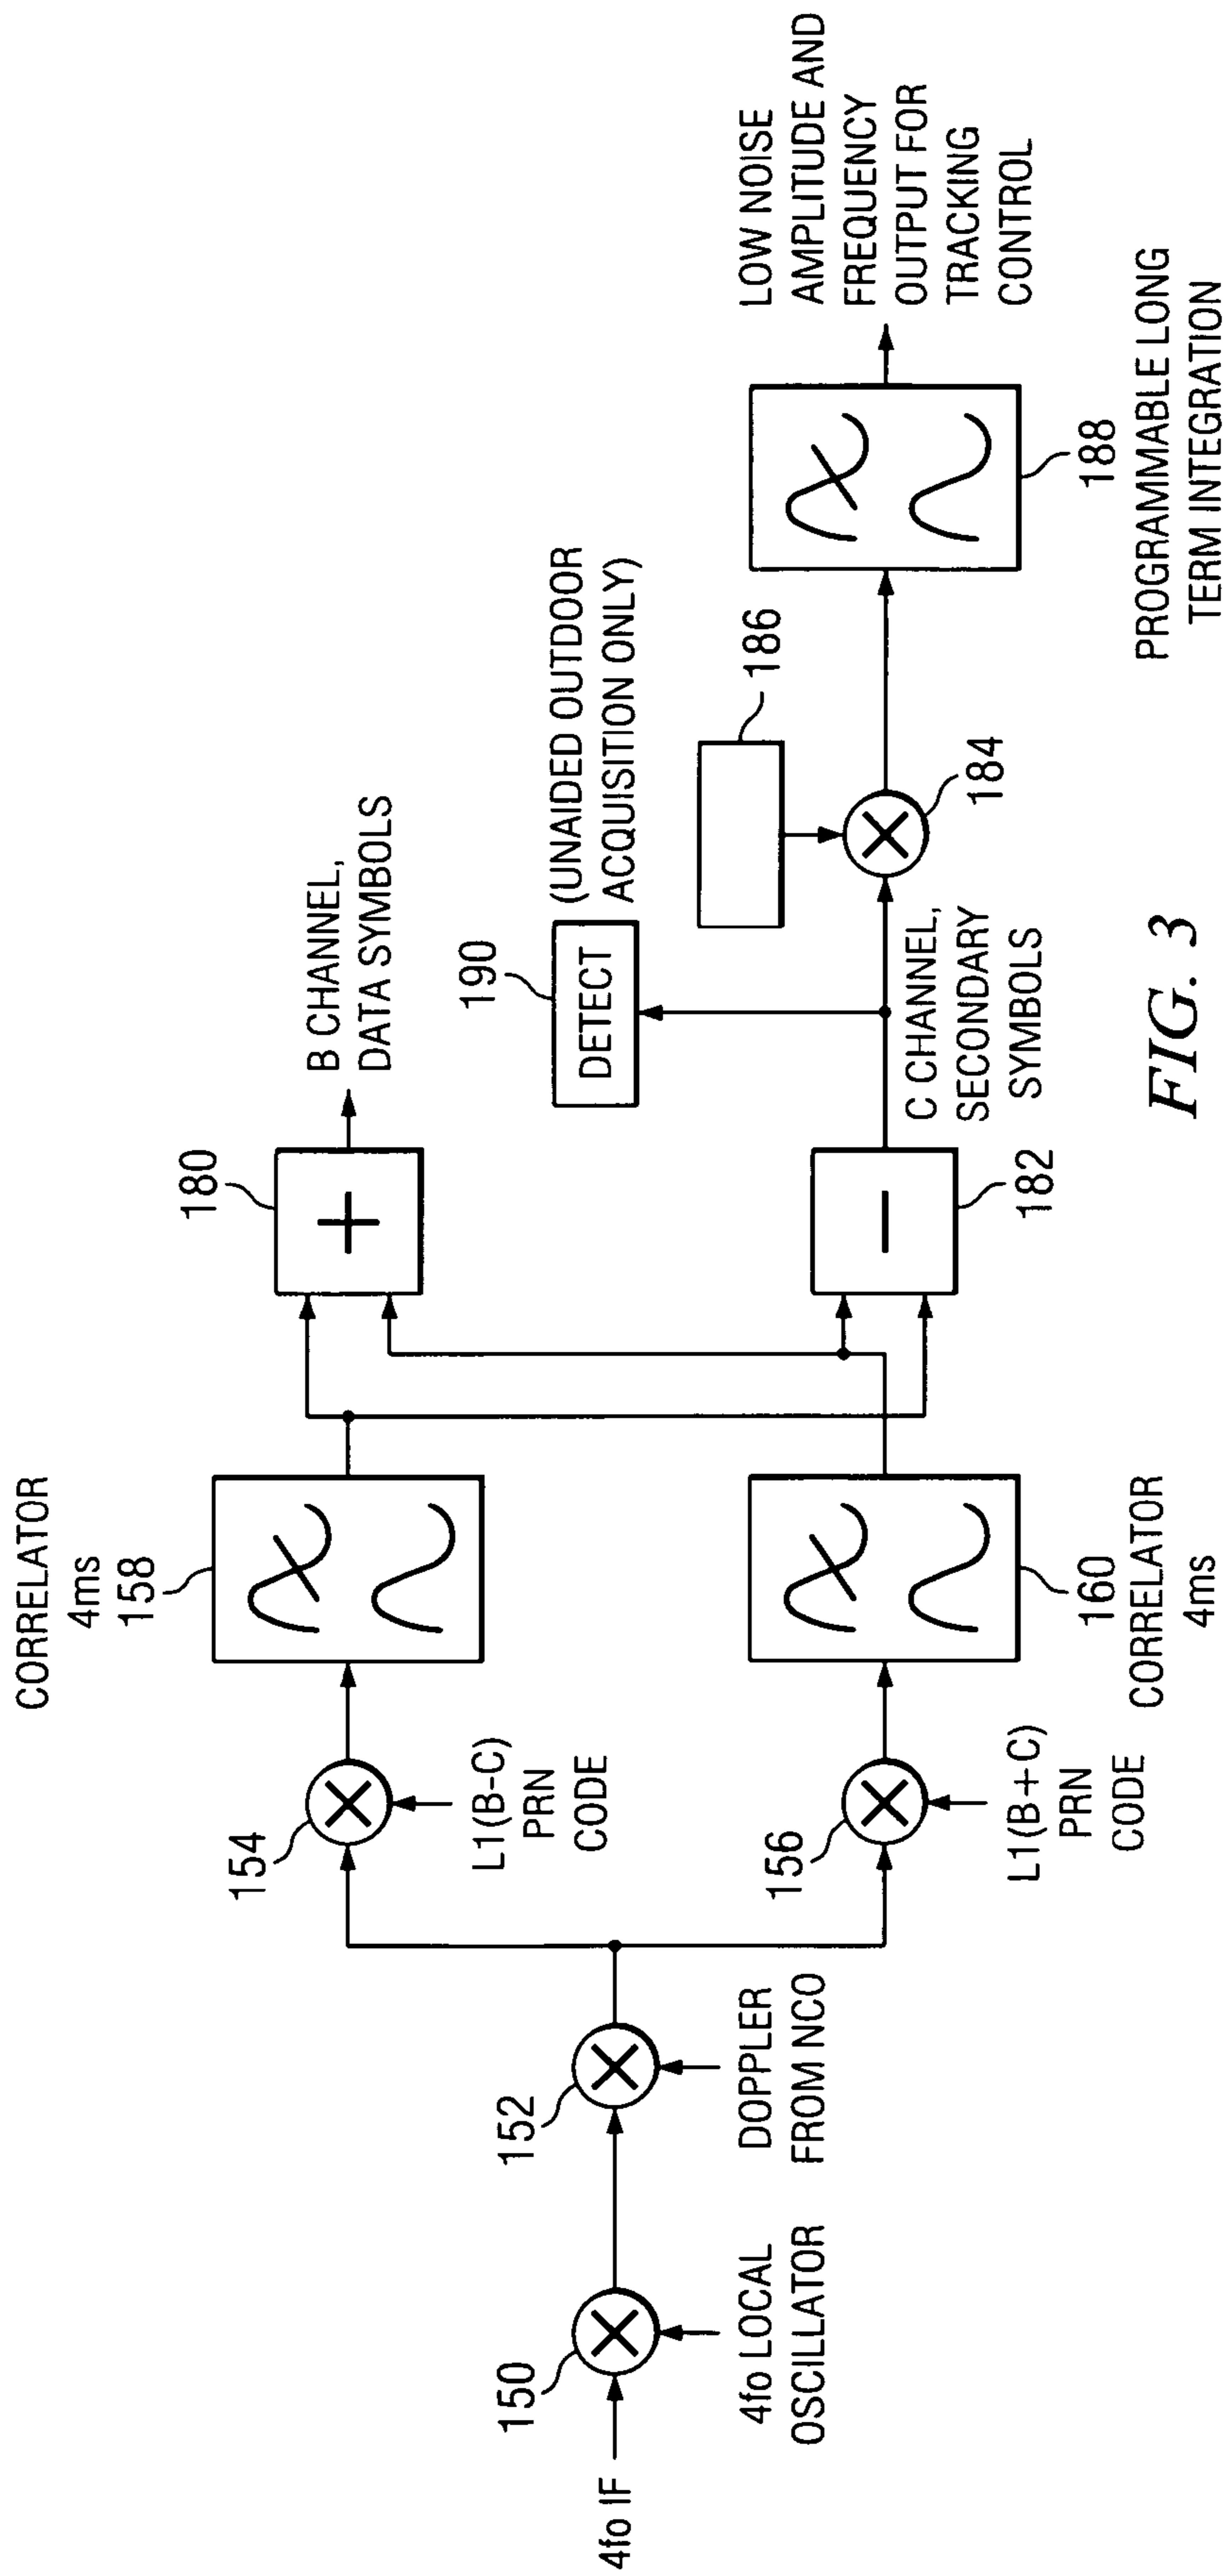 4fo IF
150
4fo LOCAL
OSCILLATOR
152
DOPPLER
FROM NCO
154
L1(B-C)
PRN
CODE
156
L1(B+C)
PRN
CODE
CORRELATOR
4ms
158
160
CORRELATOR
4ms
180
B CHANNEL,
DATA SYMBOLS
182
C CHANNEL,
SECONDARY
SYMBOLS
190
DETECT
(UNAIDED OUTDOOR
ACQUISITION ONLY)
186
184
188
PROGRAMMABLE LONG
TERM INTEGRATION
LOW NOISE
AMPLITUDE AND
FREQUENCY
OUTPUT FOR
TRACKING
CONTROL
FIG. 3